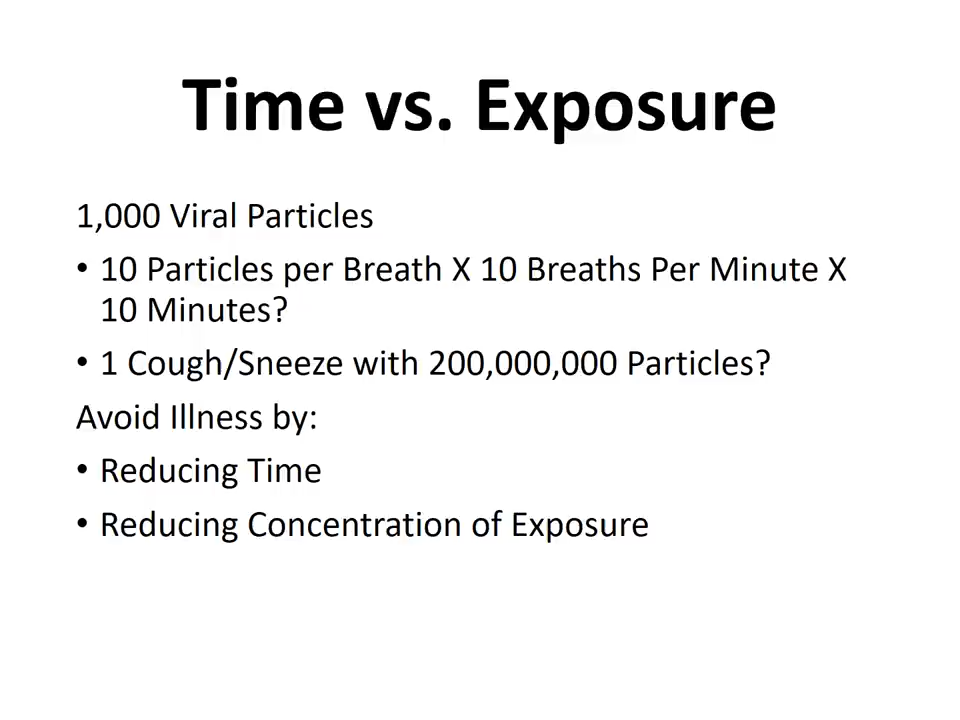 Time vs. Exposure
1,000 Viral Particles
• 10 Particles per Breath X 10 Breaths Per Minute X
10 Minutes?
• 1 Cough/Sneeze with 200,000,000 Particles?
Avoid Illness by:
• Reducing Time
• Reducing Concentration of Exposure